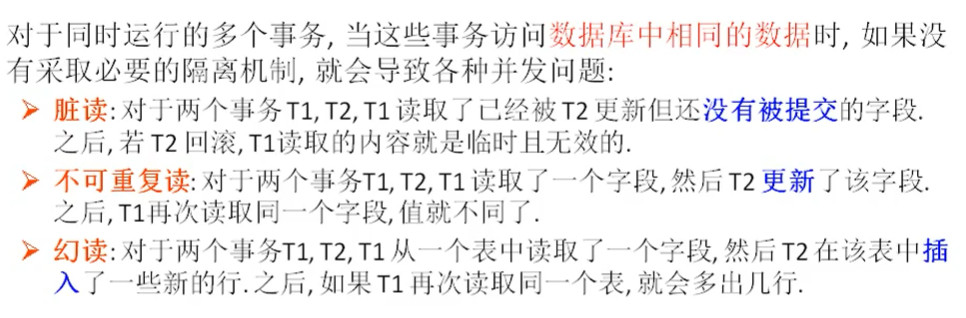 对于同时运行的多个事务, 当这些事务访问数据库中相同的数据时, 如果没
有采取必要的隔离机制, 就会导致各种并发问题:
➢ 脏读: 对于两个事务 T1, T2, T1 读取了已经被 T2 更新但还没有被提交的字段.
之后, 若 T2 回滚, T1读取的内容就是临时且无效的.
➢ 不可重复读: 对于两个事务T1, T2, T1 读取了一个字段, 然后 T2 更新了该字段.
之后, T1再次读取同一个字段, 值就不同了.
➢ 幻读: 对于两个事务T1, T2, T1 从一个表中读取了一个字段, 然后 T2 在该表中插
入了一些新的行. 之后, 如果 T1 再次读取同一个表, 就会多出几行.